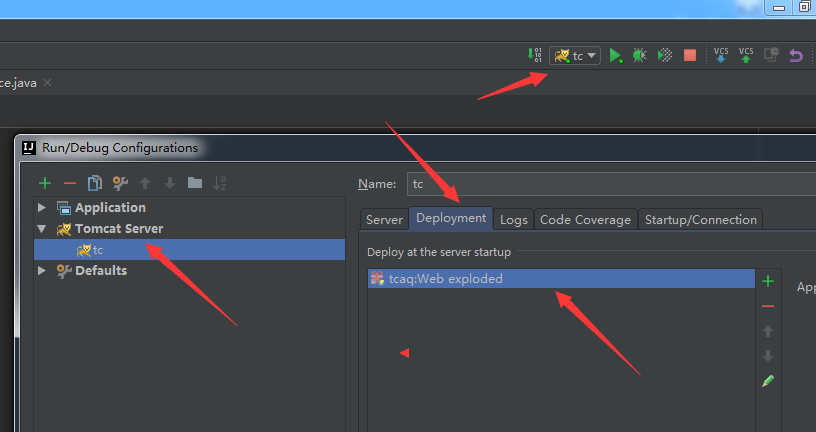 VCS VCS
tc
ce.java
Run/Debug Configurations
Name: tc
Application
Server Deployment Logs Code Coverage Startup/Connection
Tomcat Server
tc
Deploy at the server startup
Defaults
tcaq:Web exploded
App